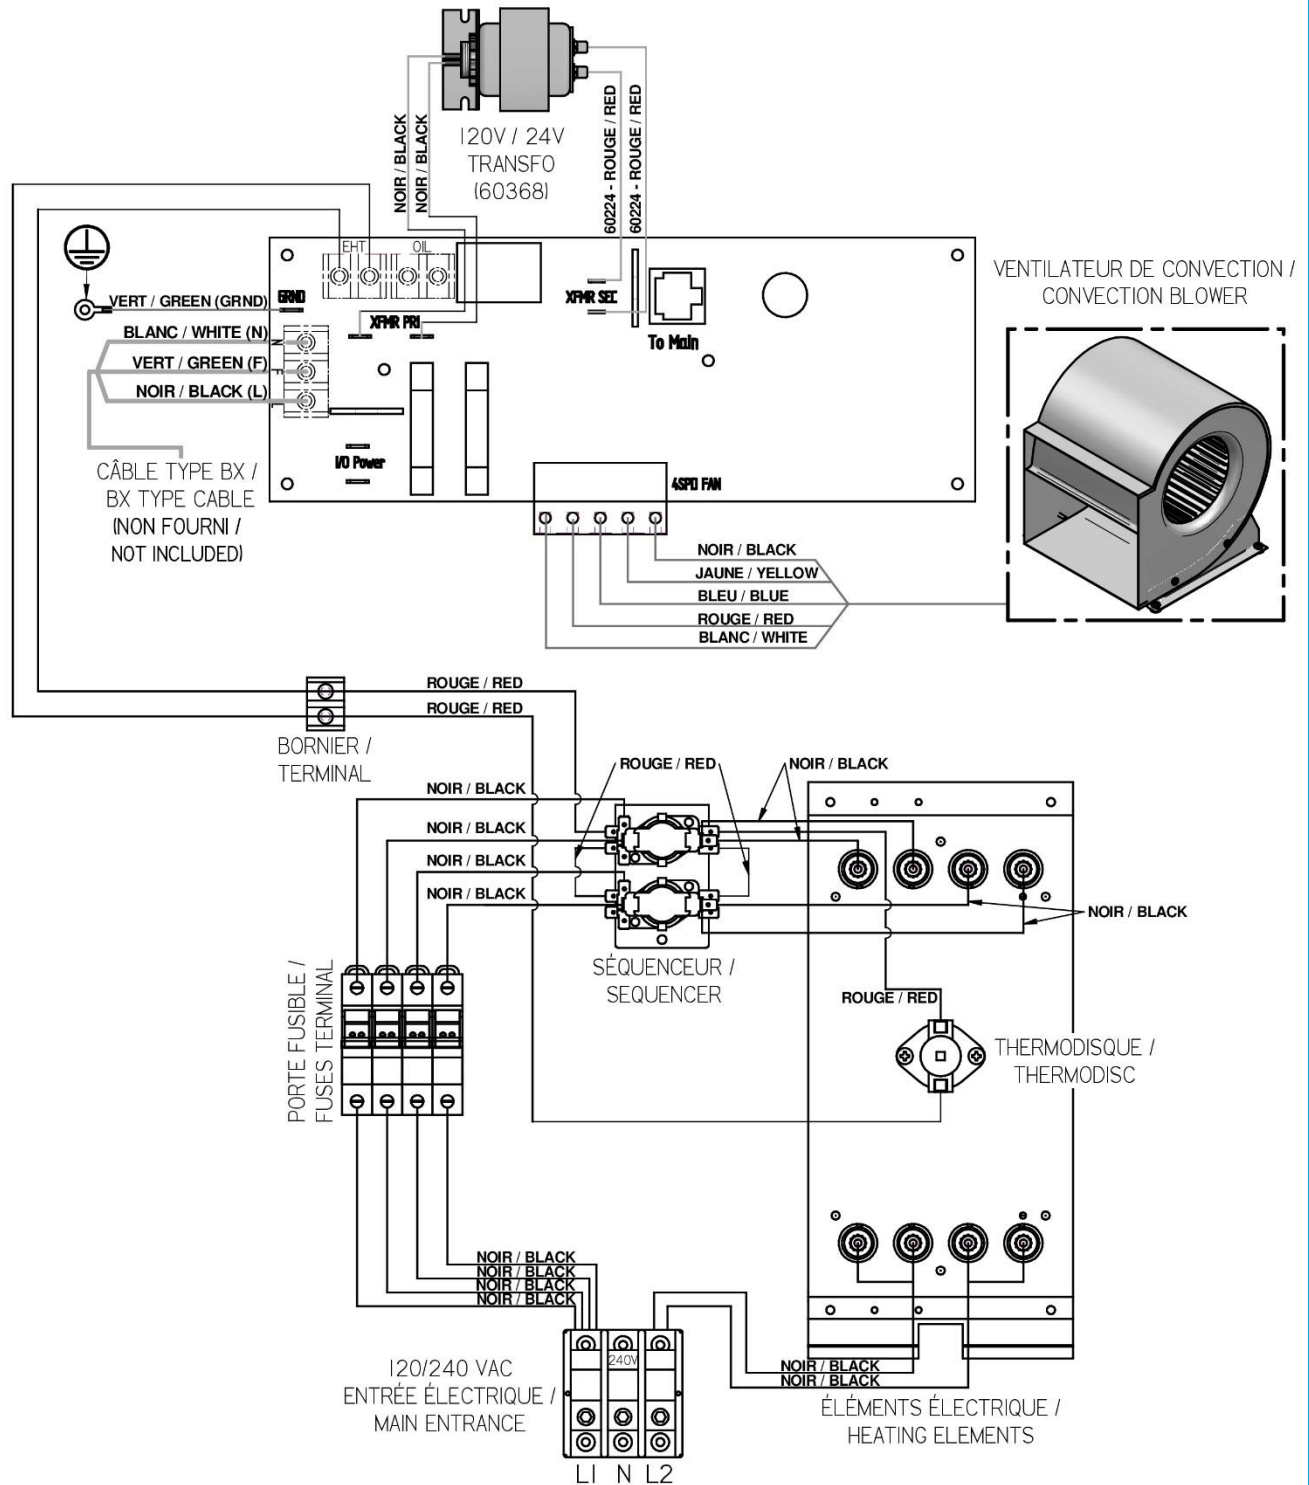 120V / 24V
TRANSFO
(60368)
NOIR / BLACK
NOIR / BLACK
60224 - ROUGE / RED
60224 - ROUGE / RED
EHT
OIL
GRND
VERT / GREEN (GRND)
XFMR PRI
XFMR SEC
To Main
BLANC / WHITE (N)
N
VERT / GREEN (F)
F
NOIR / BLACK (L)
L
I/O Power
4SPD FAN
CÂBLE TYPE BX /
BX TYPE CABLE
(NON FOURNI /
NOT INCLUDED)
VENTILATEUR DE CONVECTION /
CONVECTION BLOWER
NOIR / BLACK
JAUNE / YELLOW
BLEU / BLUE
ROUGE / RED
BLANC / WHITE
ROUGE / RED
ROUGE / RED
BORNIER /
TERMINAL
NOIR / BLACK
NOIR / BLACK
NOIR / BLACK
NOIR / BLACK
ROUGE / RED
NOIR / BLACK
NOIR / BLACK
SÉQUENCEUR /
SEQUENCER
ROUGE / RED
PORTE FUSIBLE /
FUSES TERMINAL
THERMODISQUE /
THERMODISC
NOIR / BLACK
NOIR / BLACK
NOIR / BLACK
NOIR / BLACK
240V
120/240 VAC
ENTRÉE ÉLECTRIQUE /
MAIN ENTRANCE
L1 N L2
NOIR / BLACK
NOIR / BLACK
ÉLÉMENTS ÉLECTRIQUE /
HEATING ELEMENTS